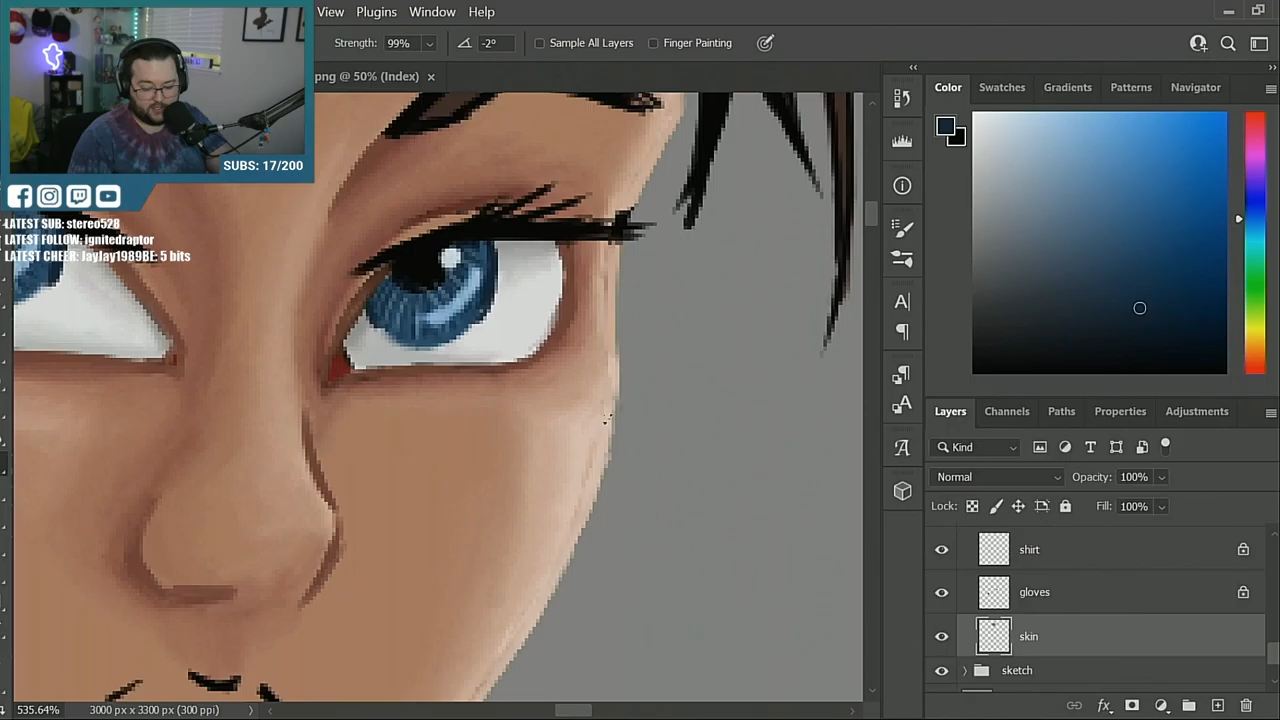 View Plugins Window Help
Strength: 99% -2° Sample All Layers Finger Painting
png @ 50% (Index)
SUBS: 17/200
LATEST SUB: stereo528
LATEST FOLLOW: ignitedraptor
LATEST CHEER: JayJay1989BE: 5 bits
Color Swatches Gradients Patterns Navigator
Layers Channels Paths Properties Adjustments
Kind
Normal Opacity: 100%
Lock: Fill: 100%
shirt
gloves
skin
sketch
535.64% 3000 px x 3300 px (300 ppi)